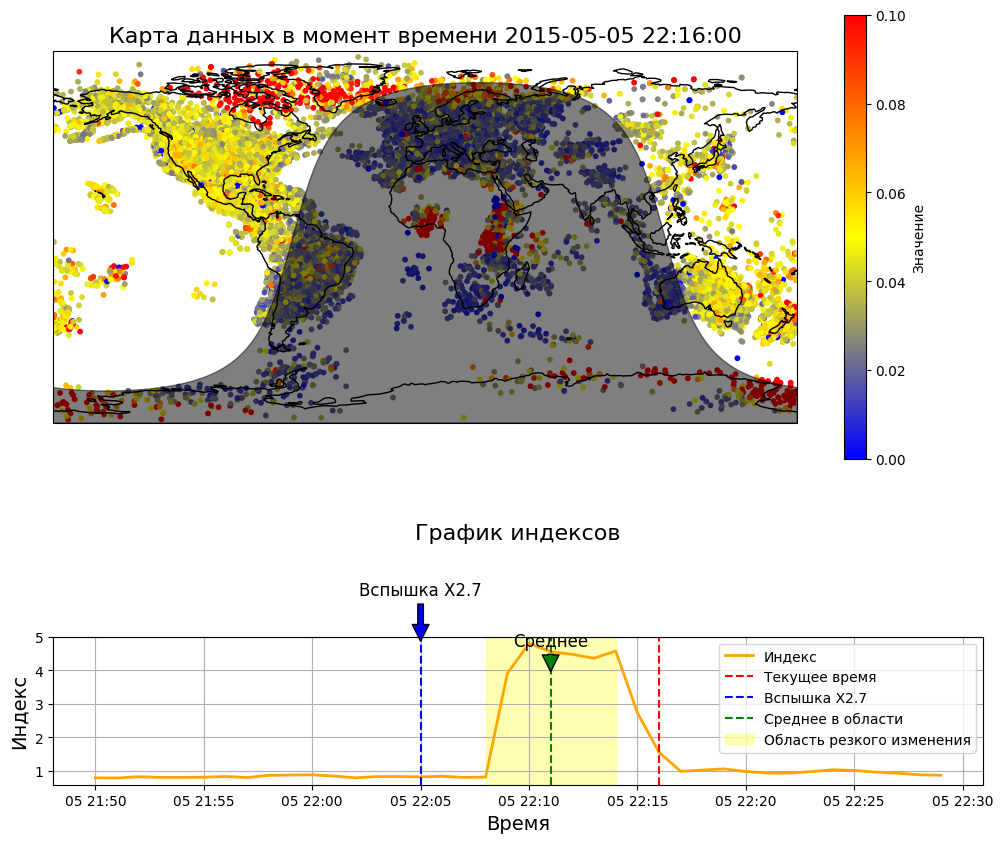 Карта данных в момент времени 2015-05-05 22:16:00
0.10
0.08
0.06
0.04
0.02
0.00
Значение
График индексов
Вспышка X2.7
Среднее
5
4
3
2
1
Индекс
Индекс
Текущее время
Вспышка X2.7
Среднее в области
Область резкого изменения
05 21:50 05 21:55 05 22:00 05 22:05 05 22:10 05 22:15 05 22:20 05 22:25 05 22:30
Время